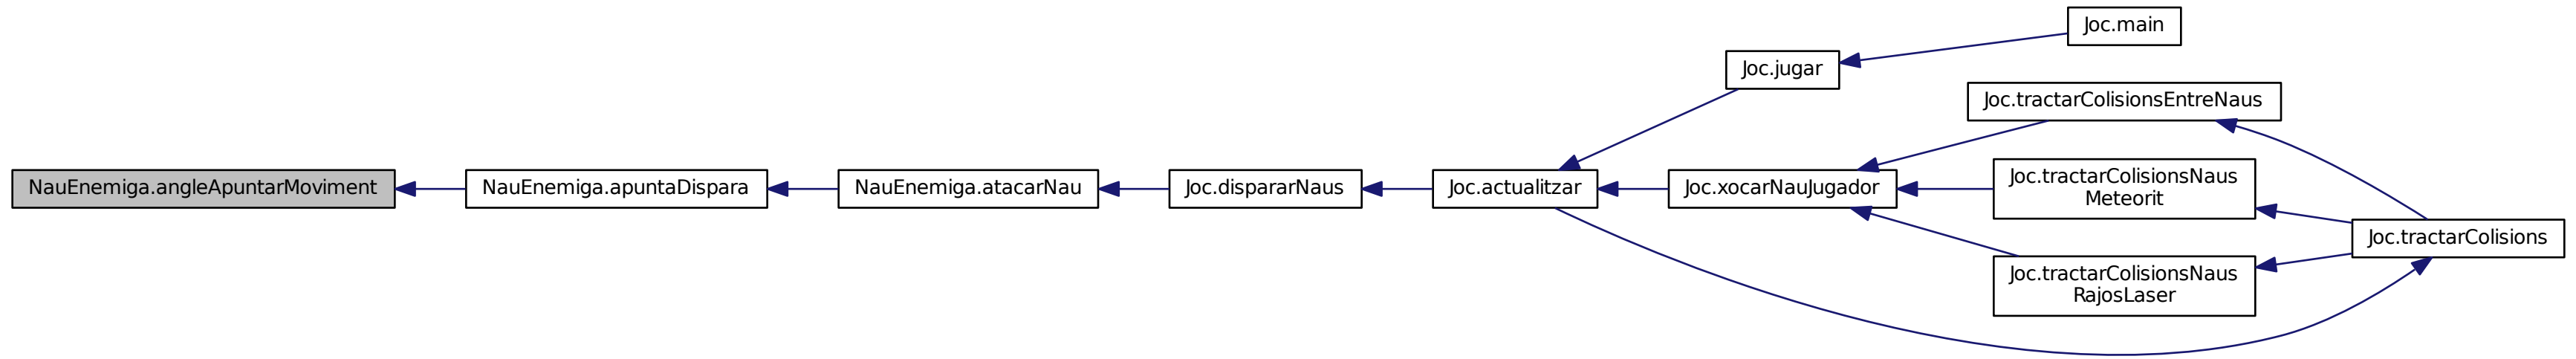 NauEnemiga.angleApuntarMoviment
NauEnemiga.apuntaDispara
NauEnemiga.atacarNau
Joc.dispararNaus
Joc.actualitzar
Joc.jugar
Joc.main
Joc.xocarNauJugador
Joc.tractarColisionsEntreNaus
Joc.tractarColisionsNaus
Meteorit
Joc.tractarColisionsNaus
RajosLaser
Joc.tractarColisions